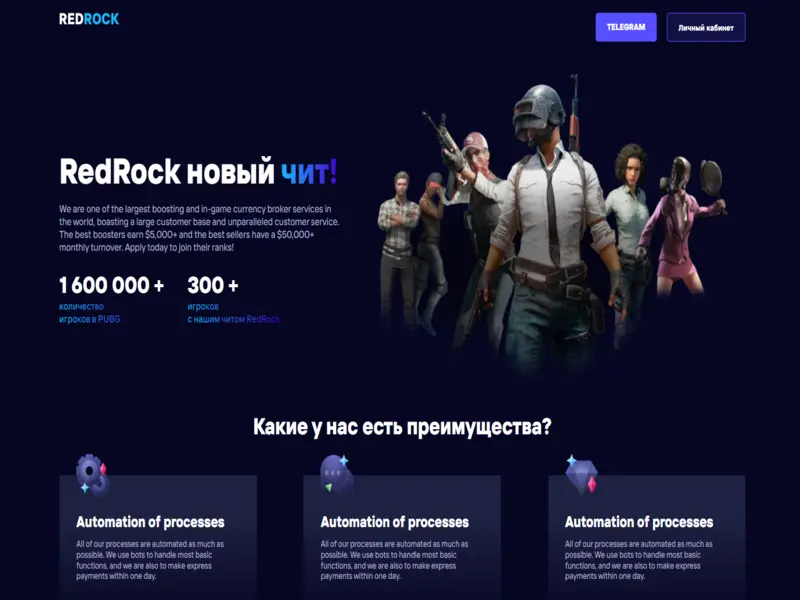 REDROCK
TELEGRAM
Личный кабинет
RedRock новый чит!
We are one of the largest boosting and in-game currency broker services in
the world, boasting a large customer base and unparalleled customer service.
The best boosters earn $5,000+ and the best sellers have a $50,000+
monthly turnover. Apply today to join their ranks!
1 600 000 +
количество
игроков в PUBG
300 +
игроков
с нашим читом RedRock
Какие у нас есть преимущества?
Automation of processes
All of our processes are automated as much as
possible. We use bots to handle most basic
functions, and we are also to make express
payments within one day.
Automation of processes
All of our processes are automated as much as
possible. We use bots to handle most basic
functions, and we are also to make express
payments within one day.
Automation of processes
All of our processes are automated as much as
possible. We use bots to handle most basic
functions, and we are also to make express
payments within one day.